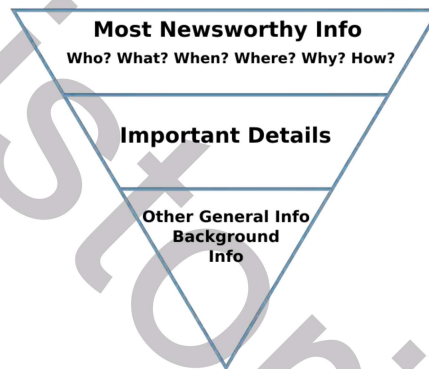 Most Newsworthy Info
Who? What? When? Where? Why? How?
Important Details
Other General Info
Background
Info